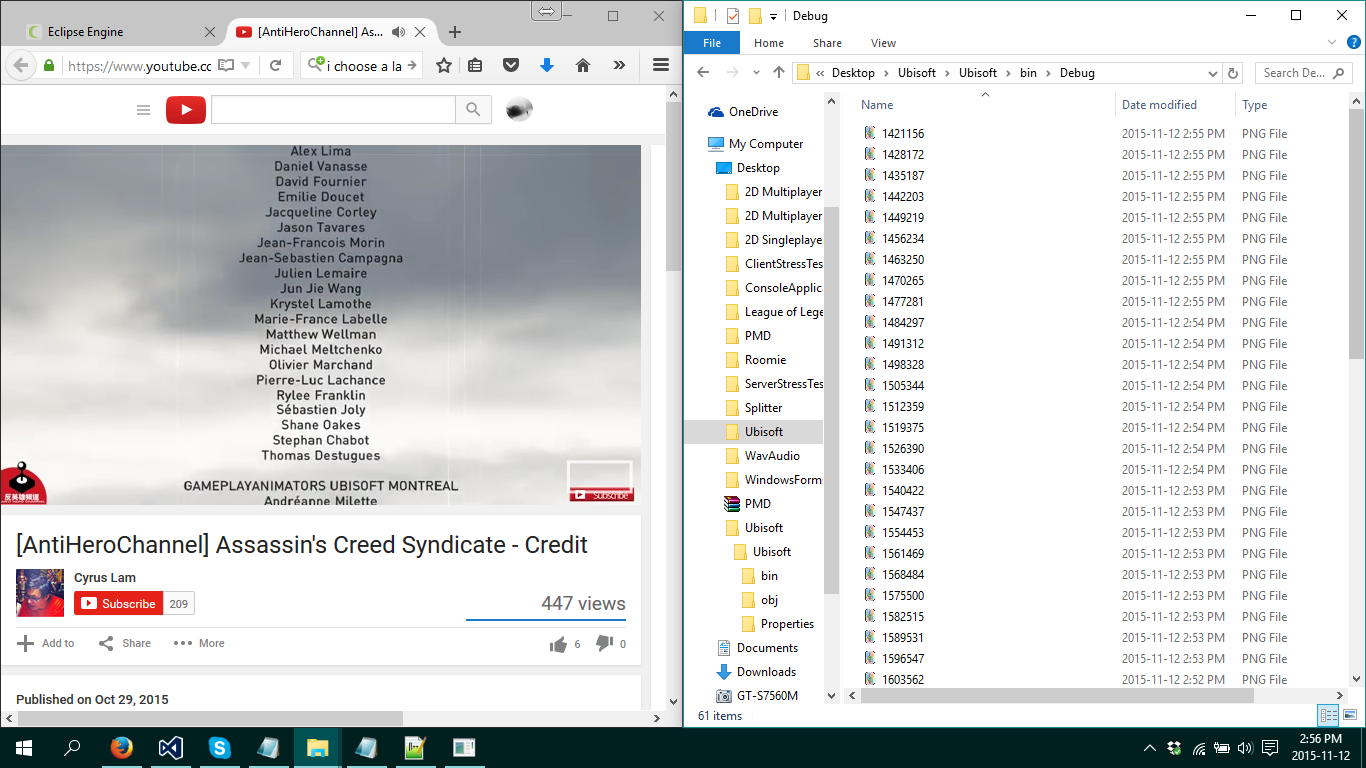 Eclipse Engine
[AntiHeroChannel] As...
https://www.youtube.cc
i choose a la
Alex Lima
Daniel Vanasse
David Fournier
Emilie Doucet
Jacqueline Corley
Jason Tavares
Jean-Francois Morin
Jean-Sebastien Campagna
Julien Lemaire
Jun Jie Wang
Krystel Lamothe
Marie-France Labelle
Matthew Wellman
Michael Meltchenko
Olivier Marchand
Pierre-Luc Lachance
Rylee Franklin
Sébastien Joly
Shane Oakes
Stephan Chabot
Thomas Destugues
GAMEPLAYANIMATORS UBISOFT MONTREAL
Andréanne Milette
反英雄頻道
Subscribe
[AntiHeroChannel] Assassin's Creed Syndicate - Credit
Cyrus Lam
Subscribe 209
447 views
Add to Share More 6 0
Published on Oct 29, 2015
Debug
File Home Share View
« Desktop > Ubisoft > Ubisoft > bin > Debug
Search De...
OneDrive
My Computer
Desktop
2D Multiplayer
2D Multiplayer
2D Singleplaye
ClientStressTes
ConsoleApplic
League of Lege
PMD
Roomie
ServerStressTes
Splitter
Ubisoft
WavAudio
WindowsForm
PMD
Ubisoft
Ubisoft
bin
obj
Properties
Documents
Downloads
GT-S7560M
Name Date modified Type
1421156 2015-11-12 2:55 PM PNG File
1428172 2015-11-12 2:55 PM PNG File
1435187 2015-11-12 2:55 PM PNG File
1442203 2015-11-12 2:55 PM PNG File
1449219 2015-11-12 2:55 PM PNG File
1456234 2015-11-12 2:55 PM PNG File
1463250 2015-11-12 2:55 PM PNG File
1470265 2015-11-12 2:55 PM PNG File
1477281 2015-11-12 2:55 PM PNG File
1484297 2015-11-12 2:54 PM PNG File
1491312 2015-11-12 2:54 PM PNG File
1498328 2015-11-12 2:54 PM PNG File
1505344 2015-11-12 2:54 PM PNG File
1512359 2015-11-12 2:54 PM PNG File
1519375 2015-11-12 2:54 PM PNG File
1526390 2015-11-12 2:54 PM PNG File
1533406 2015-11-12 2:54 PM PNG File
1540422 2015-11-12 2:53 PM PNG File
1547437 2015-11-12 2:53 PM PNG File
1554453 2015-11-12 2:53 PM PNG File
1561469 2015-11-12 2:53 PM PNG File
1568484 2015-11-12 2:53 PM PNG File
1575500 2015-11-12 2:53 PM PNG File
1582515 2015-11-12 2:53 PM PNG File
1589531 2015-11-12 2:53 PM PNG File
1596547 2015-11-12 2:53 PM PNG File
1603562 2015-11-12 2:52 PM PNG File
61 items
2:56 PM
2015-11-12